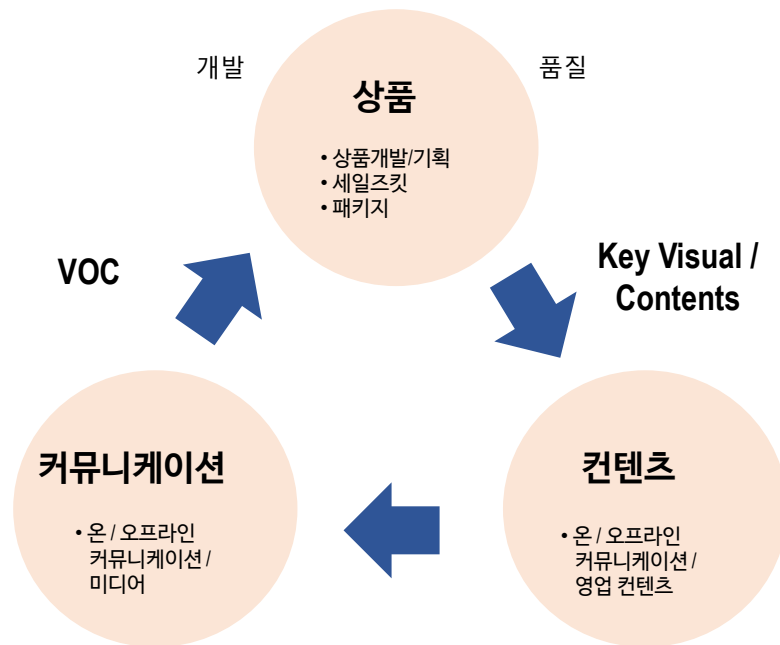 개발
품질
상품
• 상품개발/기획
• 세일즈킷
• 패키지
VOC
Key Visual /
Contents
커뮤니케이션
• 온 / 오프라인
커뮤니케이션 /
미디어
컨텐츠
• 온 / 오프라인
커뮤니케이션 /
영업 컨텐츠